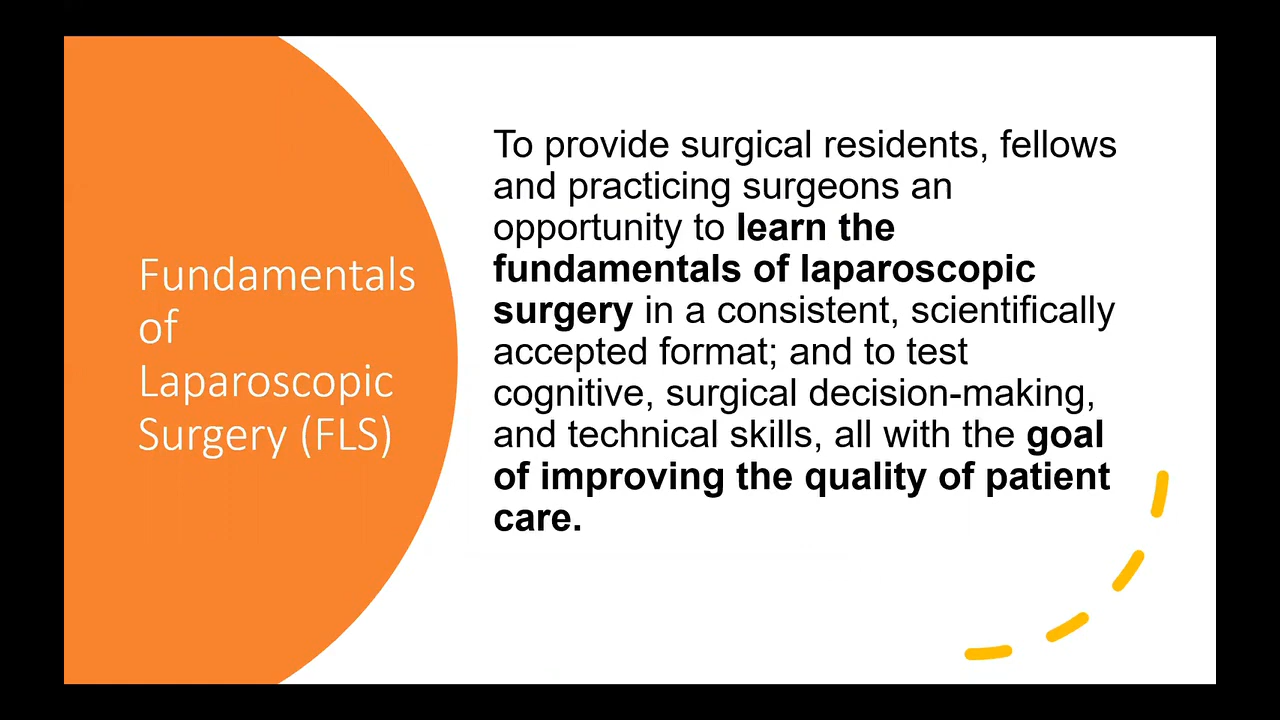 Fundamentals
of
Laparoscopic
Surgery (FLS)
To provide surgical residents, fellows
and practicing surgeons an
opportunity to learn the
fundamentals of laparoscopic
surgery in a consistent, scientifically
accepted format; and to test
cognitive, surgical decision-making,
and technical skills, all with the goal
of improving the quality of patient
care.